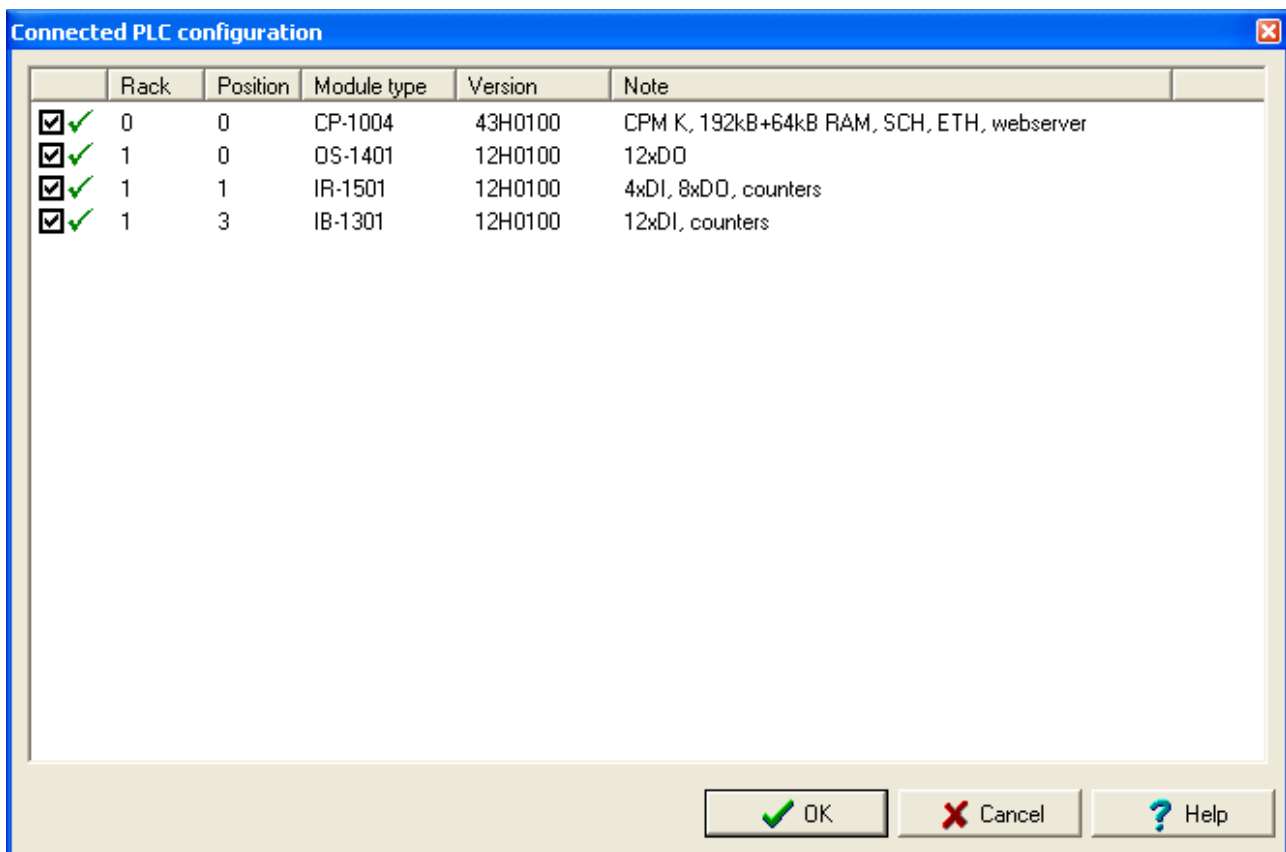 Connected PLC configuration
Rack Position Module type Version Note
0 0 CP-1004 43H0100 CPM K, 192kB+64kB RAM, SCH, ETH, webserver
1 0 OS-1401 12H0100 12xDO
1 1 IR-1501 12H0100 4xDI, 8xDO, counters
1 3 IB-1301 12H0100 12xDI, counters
OK Cancel Help